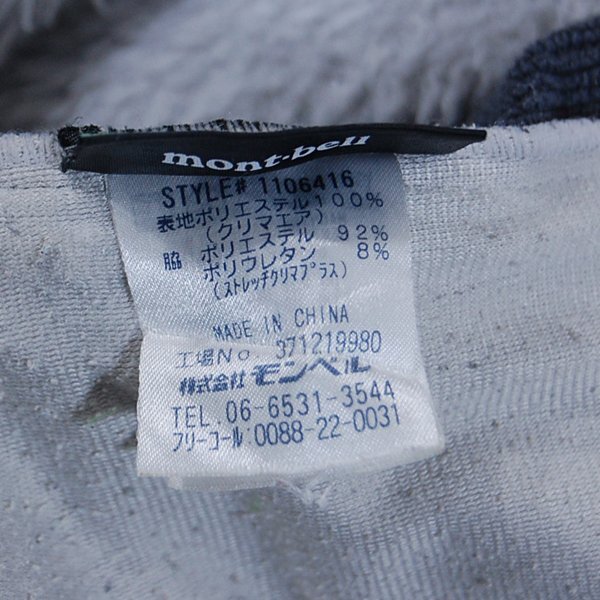 mont-bell
STYLE# 1106416
表地ポリエステル100%
(クリマエア)
脇 ポリエステル 92%
ポリウレタン 8%
(ストレッチクリマプラス)
MADE IN CHINA
工場No 371219980
株式会社 モンベル
TEL. 06-6531-3544
フリーコール:0088-22-0031